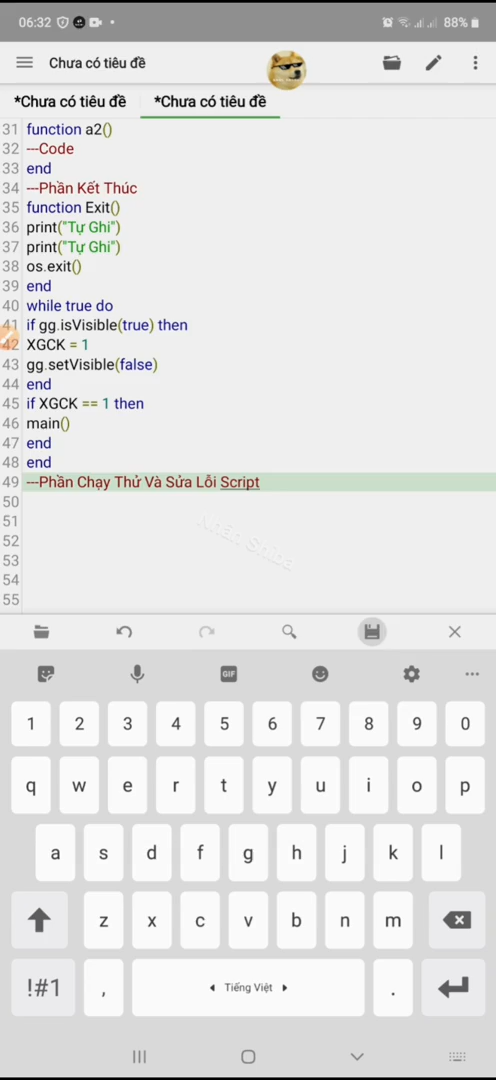 06:32
88%
Chưa có tiêu đề
*Chưa có tiêu đề
*Chưa có tiêu đề
31 function a2()
32 ---Code
33 end
34 ---Phần Kết Thúc
35 function Exit()
36 print("Tự Ghi")
37 print("Tự Ghi")
38 os.exit()
39 end
40 while true do
41 if gg.isVisible(true) then
42 XGCK = 1
43 gg.setVisible(false)
44 end
45 if XGCK == 1 then
46 main()
47 end
48 end
49 ---Phần Chạy Thử Và Sửa Lỗi Script
50
51
52
53
54
55
Nhân Shiba
GIF
1 2 3 4 5 6 7 8 9 0
q w e r t y u i o p
a s d f g h j k l
z x c v b n m
!#1 , Tiếng Việt .